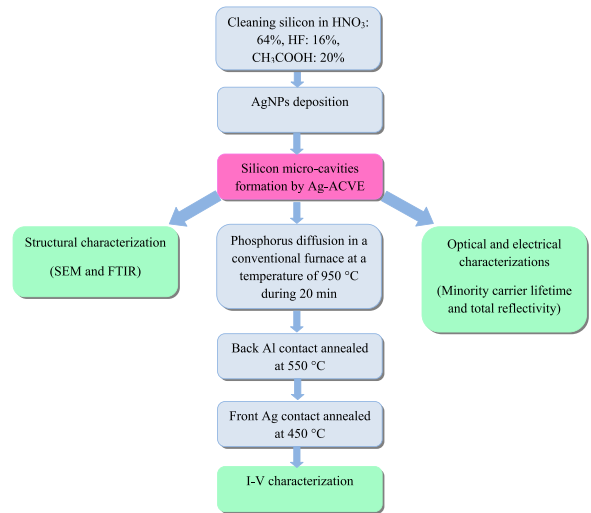 Cleaning silicon in HNO₃:
64%, HF: 16%,
CH₃COOH: 20%
AgNPs deposition
Silicon micro-cavities
formation by Ag-ACVE
Structural characterization
(SEM and FTIR)
Phosphorus diffusion in a
conventional furnace at a
temperature of 950 °C
during 20 min
Optical and electrical
characterizations
(Minority carrier lifetime
and total reflectivity)
Back Al contact annealed
at 550 °C
Front Ag contact annealed
at 450 °C
I-V characterization